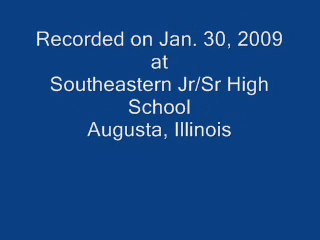 Recorded on Jan. 30, 2009
at
Southeastern Jr/Sr High
School
Augusta, Illinois